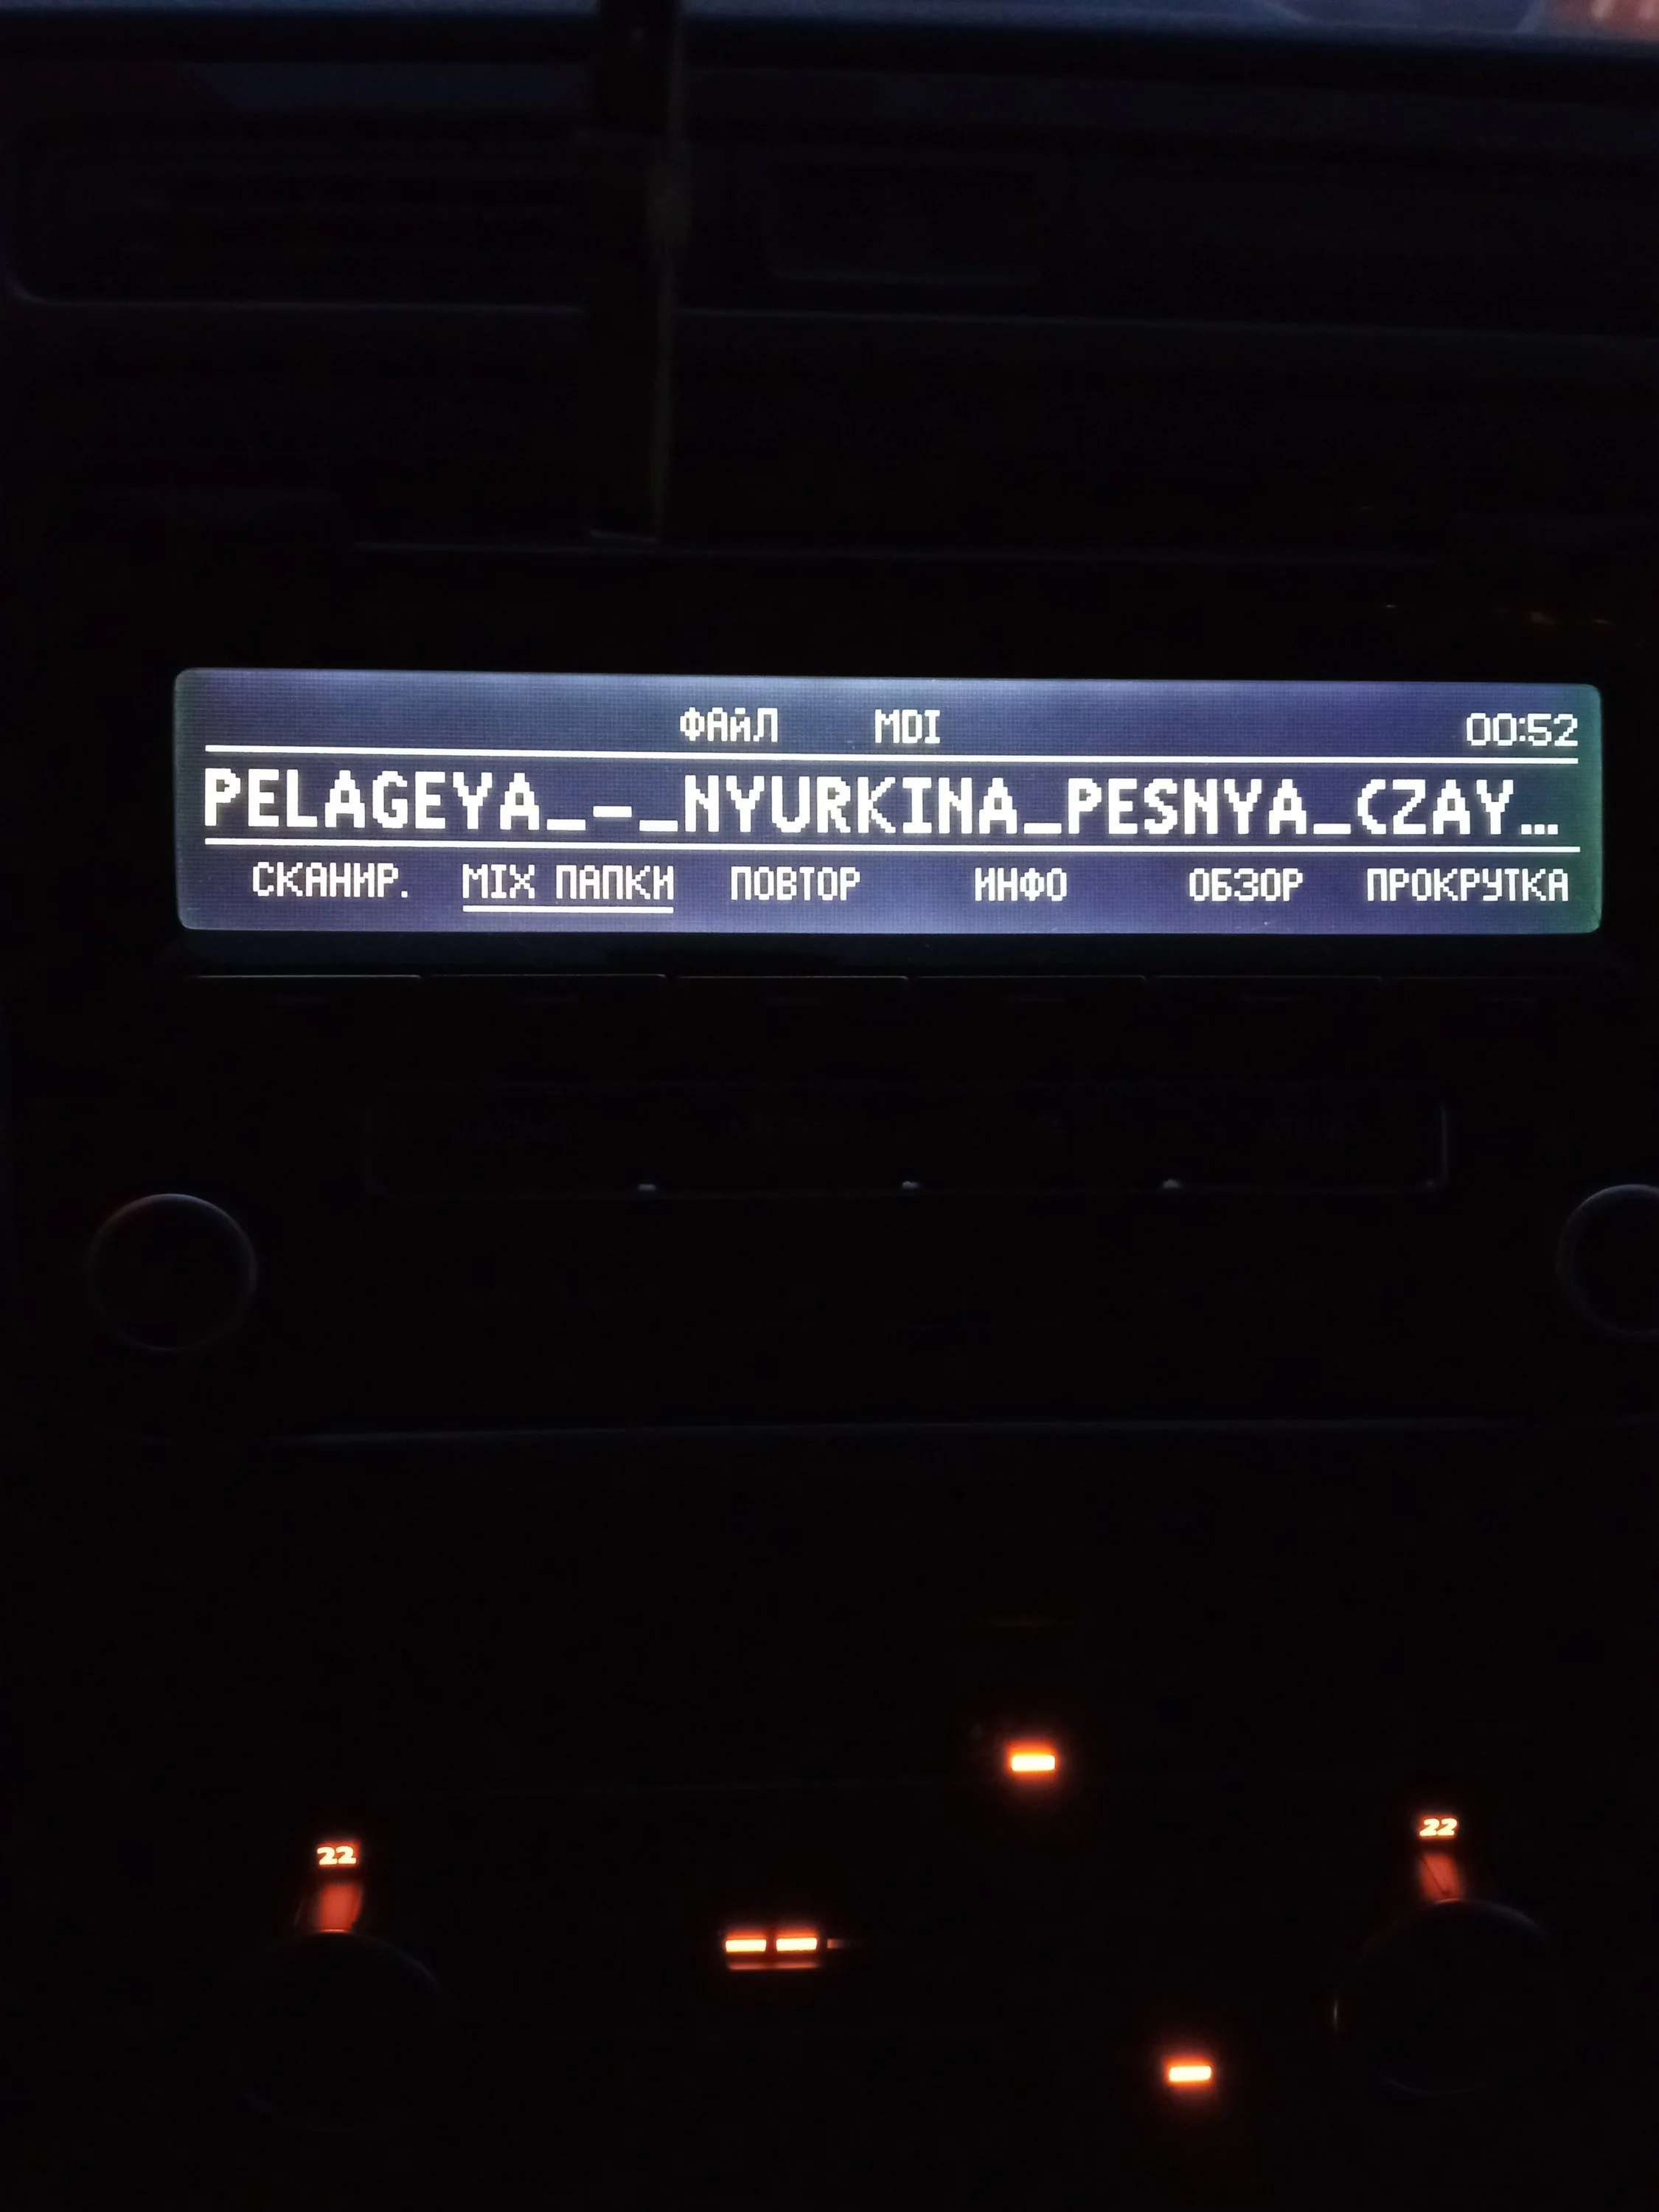 ФАЙЛ MDI 00:52
PELAGEYA_-_NYURKINA_PESNYA_(ZAY…
СКАНИР. MIX ПАПКИ ПОВТОР ИНФО ОБЗОР ПРОКРУТКА
22 22